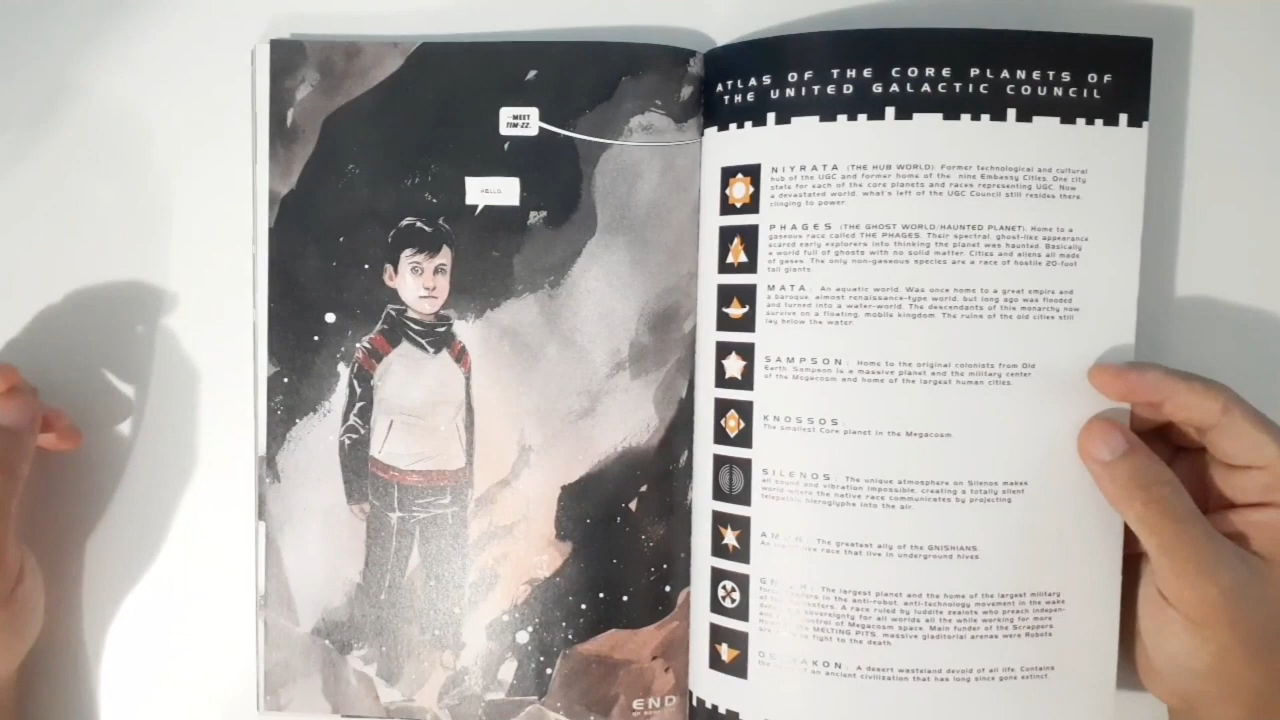 —MEET
TIM-22.
HELLO.
END
ATLAS OF THE CORE PLANETS OF
THE UNITED GALACTIC COUNCIL
NIYRATA (THE HUB WORLD): Former technological and cultural
hub of the UGC and former home of the nine Embassy Cities. One city
state for each of the core planets and races representing UGC. Now
a devastated world, what's left of the UGC Council still resides there,
clinging to power.
PHAGES (THE GHOST WORLD/HAUNTED PLANET): Home to a
gaseous race called THE PHAGES. Their spectral, ghost-like appearance
scared early explorers into thinking the planet was haunted. Basically
a world full of ghosts with no solid matter. Cities and aliens all made
of gases. The only non-gaseous species are a race of hostile 20-foot
tall giants.
MATA: An aquatic world. Was once home to a great empire and
a baroque, almost renaissance-type world, but long ago was flooded
and turned into a water-world. The descendants of this monarchy now
survive on a floating, mobile kingdom. The ruins of the old cities still
lay below the water.
SAMPSON: Home to the original colonists from Old
Earth. Sampson is a massive planet and the military center
of the Megacosm and home of the largest human cities.
KNOSSOS:
The smallest Core planet in the Megacosm.
SILENOS: The unique atmosphere on Silenos makes
all sound and vibration impossible, creating a totally silent
world where the native race communicates by projecting
telepathic hieroglyphs into the air.
The greatest ally of the GNISHIANS.
race that live in underground hives
The largest planet and the home of the largest military
in the anti-robot, anti-technology movement in the wake
A race ruled by luddite zealots who preach indepen-
sovereignty for all worlds all the while working for more
control of Megacosm space. Main funder of the Scrappers
MELTING PITS, massive gladitorial arenas were Robots
fight to the death.
A desert wasteland devoid of all life. Contains
an ancient civilization that has long since gone extinct.